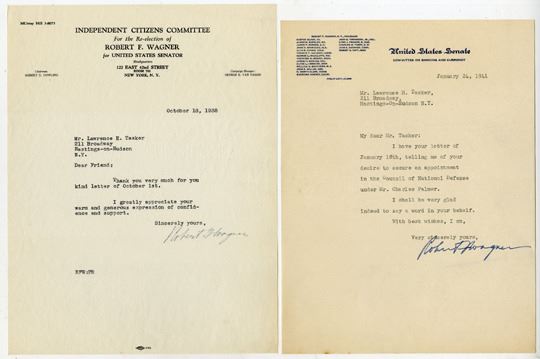 INDEPENDENT CITIZENS COMMITTEE
For the Re-election of
ROBERT F. WAGNER
for UNITED STATES SENATOR
Headquarters
122 EAST 42ND STREET
NEW YORK, N. Y.
October 18, 1938
Mr. Lawrence H. Tasker
211 Broadway
Hastings-on-Hudson
N.Y.
Dear Friend:
Thank you very much for you
kind letter of October 1st.
I greatly appreciate your
warm and generous expression of confid-
ence and support.
Sincerely yours,
Robert F Wagner
United States Senate
COMMITTEE ON BANKING AND CURRENCY
January 24, 1941
Mr. Lawrence H. Tasker,
211 Broadway,
Hastings-On-Hudson N.Y.
My Dear Mr. Tasker:
I have your letter of
January 18th, telling me of your
desire to secure an appointment
in the Council of National Defense
under Mr. Charles Palmer.
I shall be very glad
indeed to say a word in your behalf.
With best wishes, I am,
Very sincerely yours,
Robert F Wagner